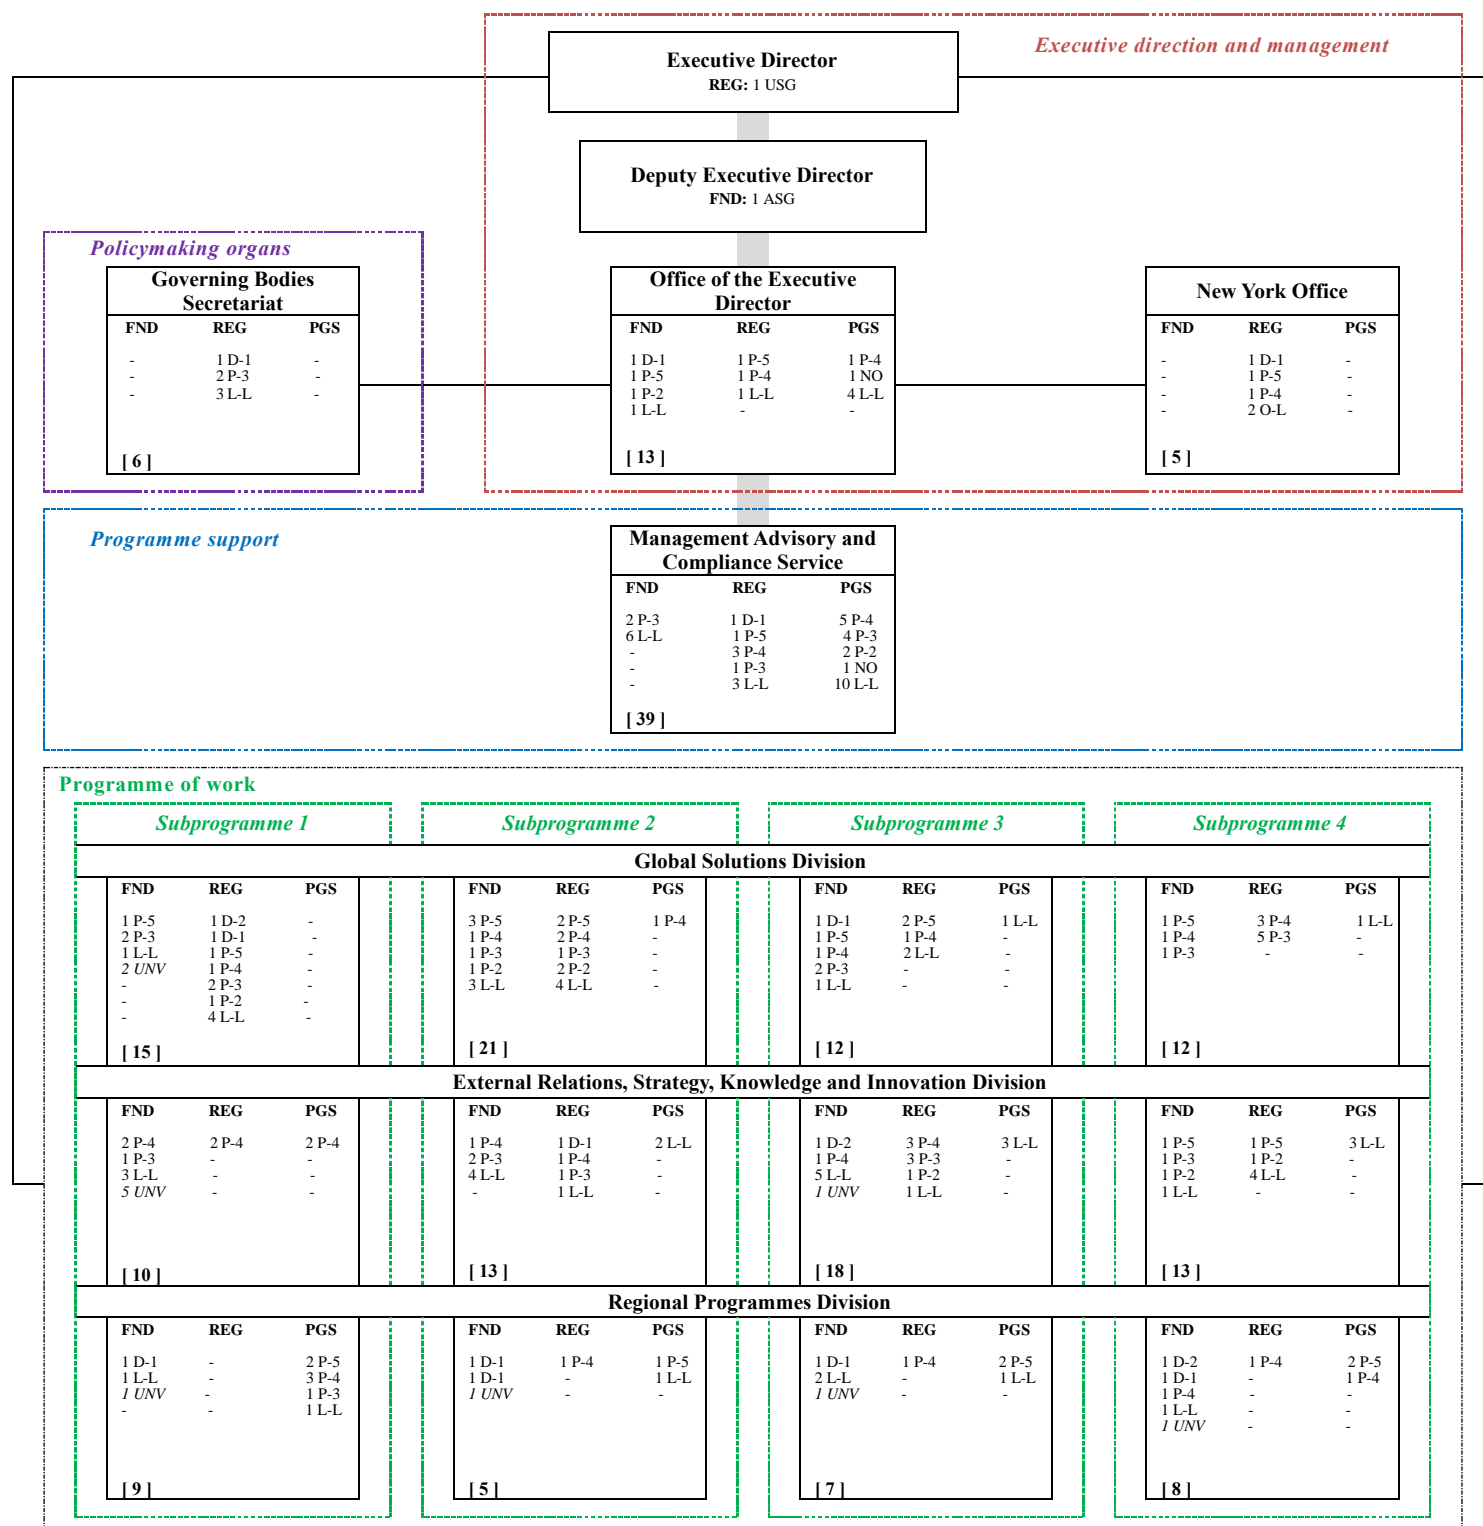 Executive direction and management
Executive Director
REG: 1 USG
Deputy Executive Director
FND: 1 ASG
Policymaking organs
Governing Bodies
Secretariat
FND REG PGS
- 1 D-1 -
- 2 P-3 -
- 3 L-L -
[ 6 ]
Office of the Executive
Director
FND REG PGS
1 D-1 1 P-5 1 P-4
1 P-5 1 P-4 1 NO
1 P-2 1 L-L 4 L-L
1 L-L - -
[ 13 ]
New York Office
FND REG PGS
- 1 D-1 -
- 1 P-5 -
- 1 P-4 -
- 2 O-L -
[ 5 ]
Programme support
Management Advisory and
Compliance Service
FND REG PGS
2 P-3 1 D-1 5 P-4
6 L-L 1 P-5 4 P-3
- 3 P-4 2 P-2
- 1 P-3 1 NO
- 3 L-L 10 L-L
[ 39 ]
Programme of work
Subprogramme 1 Subprogramme 2 Subprogramme 3 Subprogramme 4
Global Solutions Division
FND REG PGS
1 P-5 1 D-2 -
2 P-3 1 D-1 -
1 L-L 1 P-5 -
2 UNV 1 P-4 -
- 2 P-3 -
- 1 P-2 -
- 4 L-L -
[ 15 ]
FND REG PGS
3 P-5 2 P-5 1 P-4
1 P-4 2 P-4 -
1 P-3 1 P-3 -
1 P-2 2 P-2 -
3 L-L 4 L-L -
[ 21 ]
FND REG PGS
1 D-1 2 P-5 1 L-L
1 P-5 1 P-4 -
1 P-4 2 L-L -
2 P-3 - -
1 L-L - -
[ 12 ]
FND REG PGS
1 P-5 3 P-4 1 L-L
1 P-4 5 P-3 -
1 P-3 - -
[ 12 ]
External Relations, Strategy, Knowledge and Innovation Division
FND REG PGS
2 P-4 2 P-4 2 P-4
1 P-3 - -
3 L-L - -
5 UNV - -
[ 10 ]
FND REG PGS
1 P-4 1 D-1 2 L-L
2 P-3 1 P-4 -
4 L-L 1 P-3 -
- 1 L-L -
[ 13 ]
FND REG PGS
1 D-2 3 P-4 3 L-L
1 P-4 3 P-3 -
5 L-L 1 P-2 -
1 UNV 1 L-L -
[ 18 ]
FND REG PGS
1 P-5 1 P-5 3 L-L
1 P-3 1 P-2 -
1 P-2 4 L-L -
1 L-L - -
[ 13 ]
Regional Programmes Division
FND REG PGS
1 D-1 - 2 P-5
1 L-L - 3 P-4
1 UNV - 1 P-3
- - 1 L-L
[ 9 ]
FND REG PGS
1 D-1 1 P-4 1 P-5
1 D-1 - 1 L-L
1 UNV - -
[ 5 ]
FND REG PGS
1 D-1 1 P-4 2 P-5
2 L-L - 1 L-L
1 UNV - -
[ 7 ]
FND REG PGS
1 D-2 1 P-4 2 P-5
1 D-1 - 1 P-4
1 P-4 - -
1 L-L - -
1 UNV - -
[ 8 ]